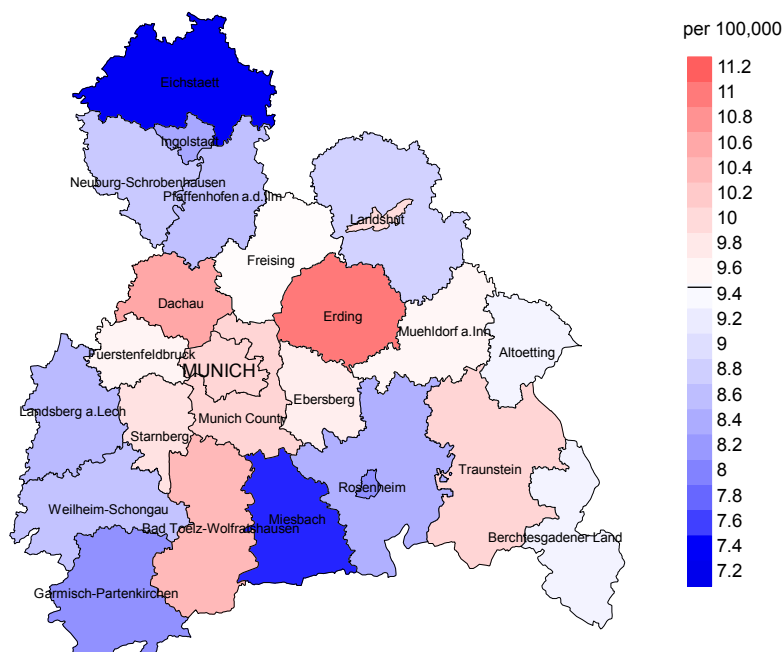 per 100,000
11.2
11
10.8
10.6
10.4
10.2
10
9.8
9.6
9.4
9.2
9
8.8
8.6
8.4
8.2
8
7.8
7.6
7.4
7.2
Eichstaett
Ingolstadt
Neuburg-Schrobenhausen
Pfaffenhofen a.d.Ilm
Landshut
Freising
Dachau
Erding
Muehldorf a.Inn
Altoetting
Fuerstenfeldbruck
MUNICH
Ebersberg
Landsberg a.Lech
Munich County
Starnberg
Traunstein
Rosenheim
Weilheim-Schongau
Miesbach
Bad Toelz-Wolfratshausen
Berchtesgadener Land
Garmisch-Partenkirchen